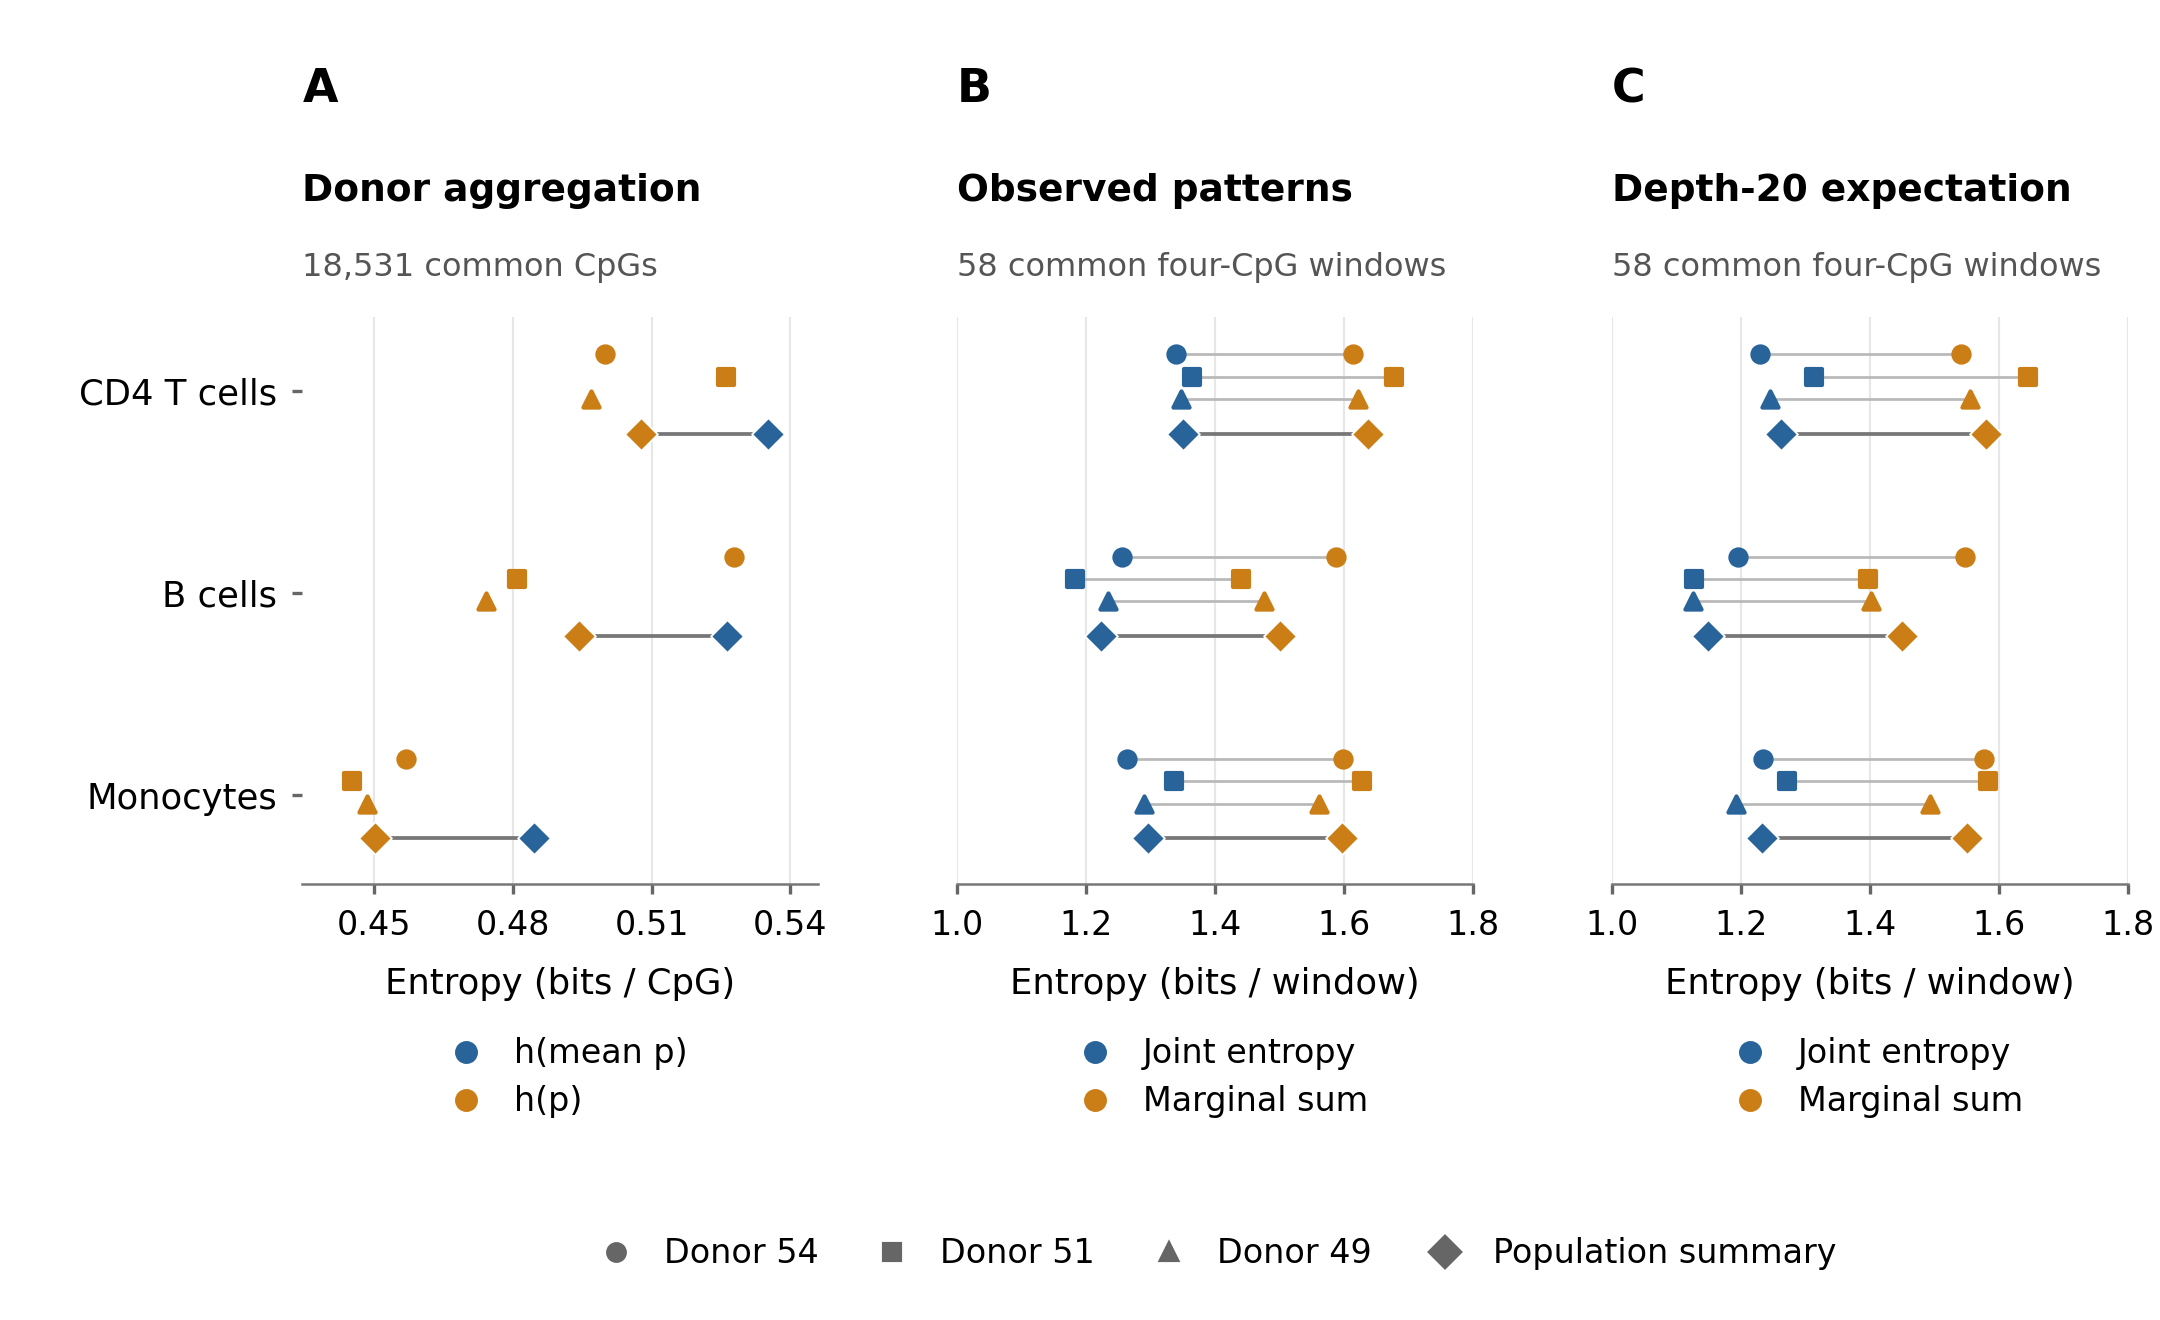 A
Donor aggregation
18,531 common CpGs
CD4 T cells
B cells
Monocytes
0.45 0.48 0.51 0.54
Entropy (bits / CpG)
h(mean p)
h(p)
B
Observed patterns
58 common four-CpG windows
1.0 1.2 1.4 1.6 1.8
Entropy (bits / window)
Joint entropy
Marginal sum
C
Depth-20 expectation
58 common four-CpG windows
1.0 1.2 1.4 1.6 1.8
Entropy (bits / window)
Joint entropy
Marginal sum
Donor 54 Donor 51 Donor 49 Population summary